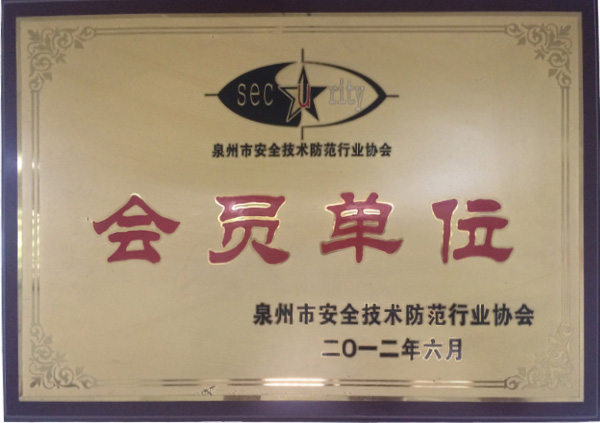 security
泉州市安全技术防范行业协会
会员单位
泉州市安全技术防范行业协会
二O一二年六月